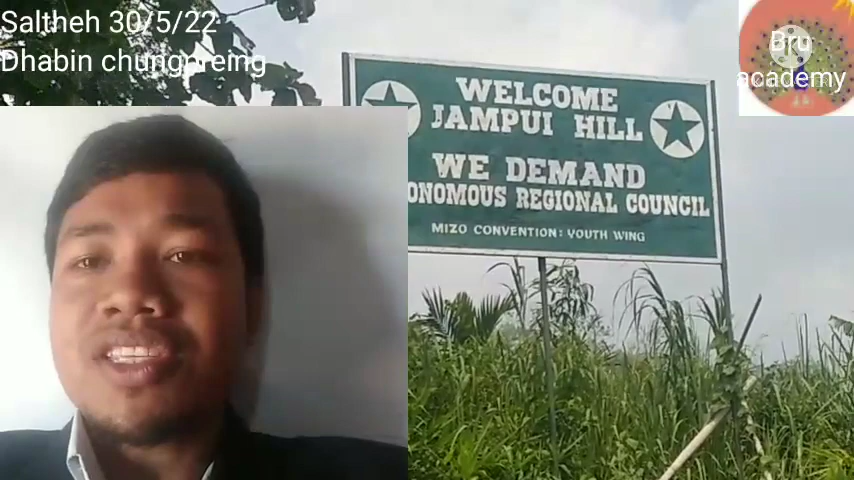 Saltheh 30/5/22
Dhabin chungpreing
Bru
academy
WELCOME
JAMPUI HILL
WE DEMAND
ONOMOUS REGIONAL COUNCIL
MIZO CONVENTION: YOUTH WING